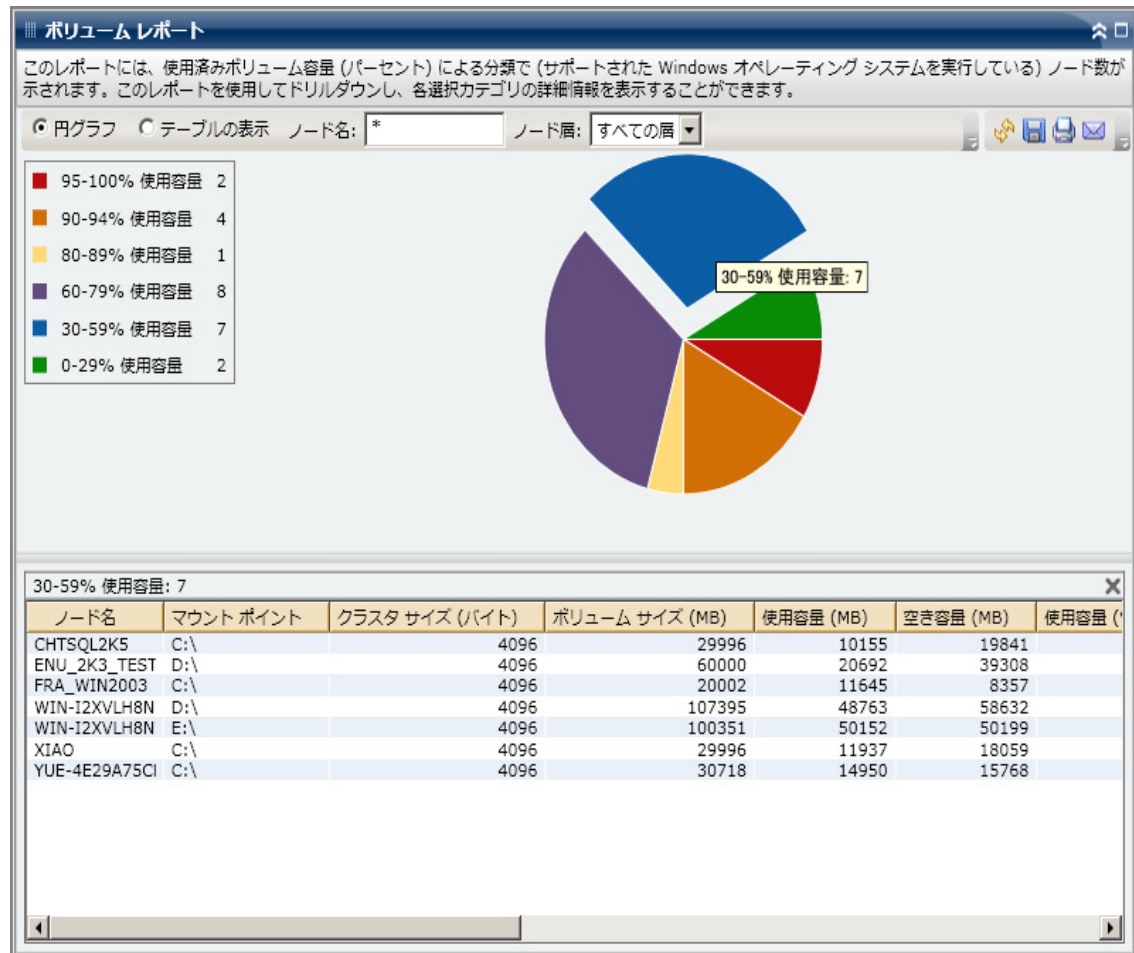 ボリューム レポート
このレポートには、使用済みボリューム容量 (パーセント) による分類で (サポートされた Windows オペレーティング システムを実行している) ノード数が
示されます。このレポートを使用してドリルダウンし、各選択カテゴリの詳細情報を表示することができます。
円グラフ テーブルの表示 ノード名: * ノード層: すべての層
95-100% 使用容量 2
90-94% 使用容量 4
80-89% 使用容量 1
60-79% 使用容量 8
30-59% 使用容量 7
0-29% 使用容量 2
30-59% 使用容量: 7
30-59% 使用容量: 7
ノード名 マウント ポイント クラスタ サイズ (バイト) ボリューム サイズ (MB) 使用容量 (MB) 空き容量 (MB) 使用容量 (
CHTSQL2K5 C:\ 4096 29996 10155 19841
ENU_2K3_TEST D:\ 4096 60000 20692 39308
FRA_WIN2003 C:\ 4096 20002 11645 8357
WIN-I2XVLH8N D:\ 4096 107395 48763 58632
WIN-I2XVLH8N E:\ 4096 100351 50152 50199
XIAO C:\ 4096 29996 11937 18059
YUE-4E29A75CI C:\ 4096 30718 14950 15768